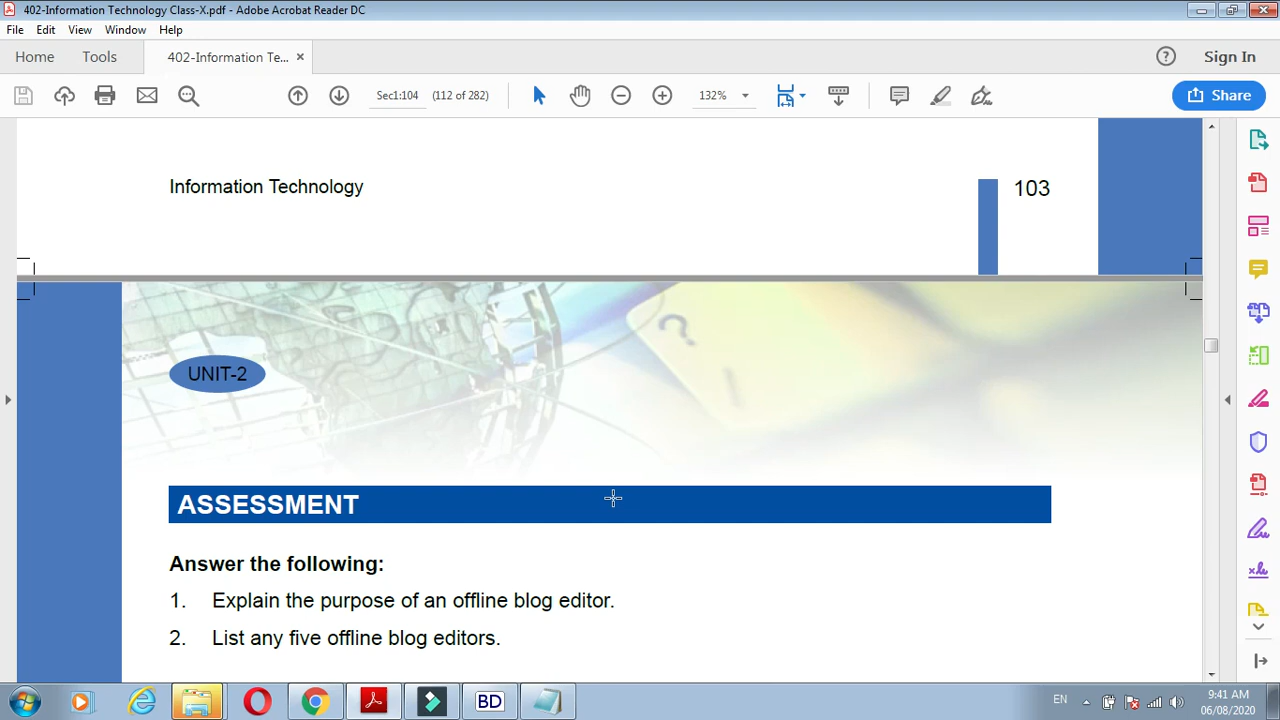 402-Information Technology Class-X.pdf - Adobe Acrobat Reader DC
File Edit View Window Help
Home Tools 402-Information Te... × ? Sign In
Sec1:104 (112 of 282) 132% Share
Information Technology 103
UNIT-2
ASSESSMENT
Answer the following:
1. Explain the purpose of an offline blog editor.
2. List any five offline blog editors.
BD EN 9:41 AM
06/08/2020